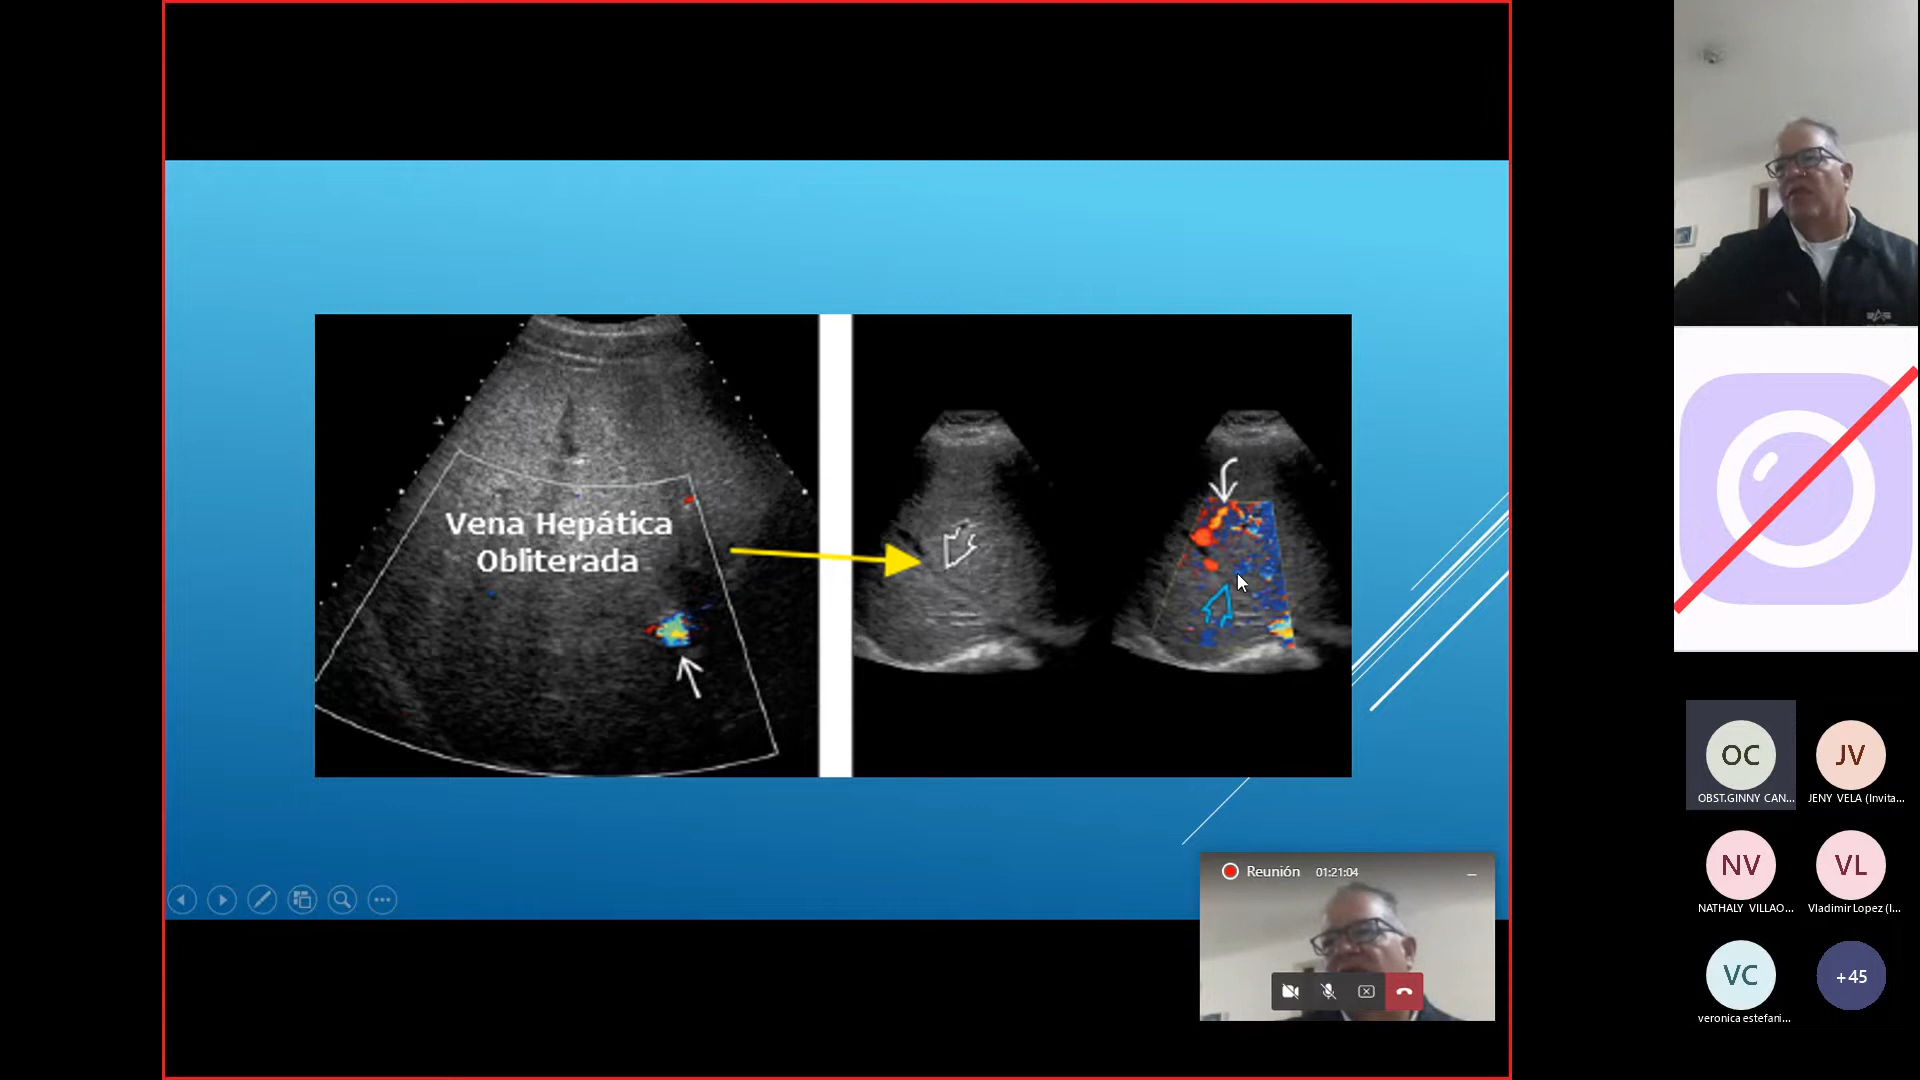 Vena Hepática
Obliterada
Reunión 01:21:04
OC
OBST.GINNY CAN...
JV
JENY VELA (Invita...
NV
NATHALY VILLAO...
VL
Vladimir Lopez (I...
VC
veronica estefani...
+45